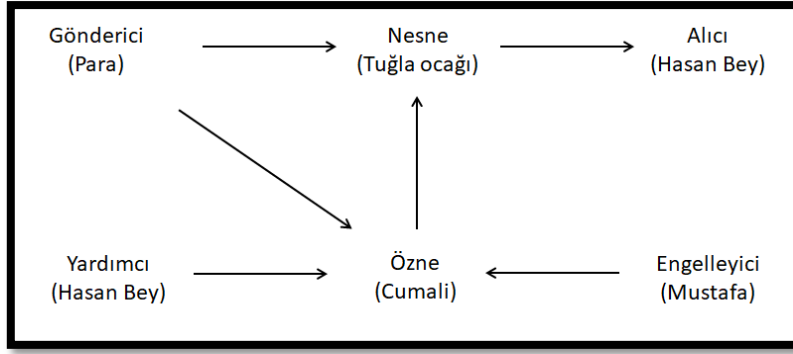 Gönderici
(Para)
Nesne
(Tuğla ocağı)
Alıcı
(Hasan Bey)
Yardımcı
(Hasan Bey)
Özne
(Cumali)
Engelleyici
(Mustafa)